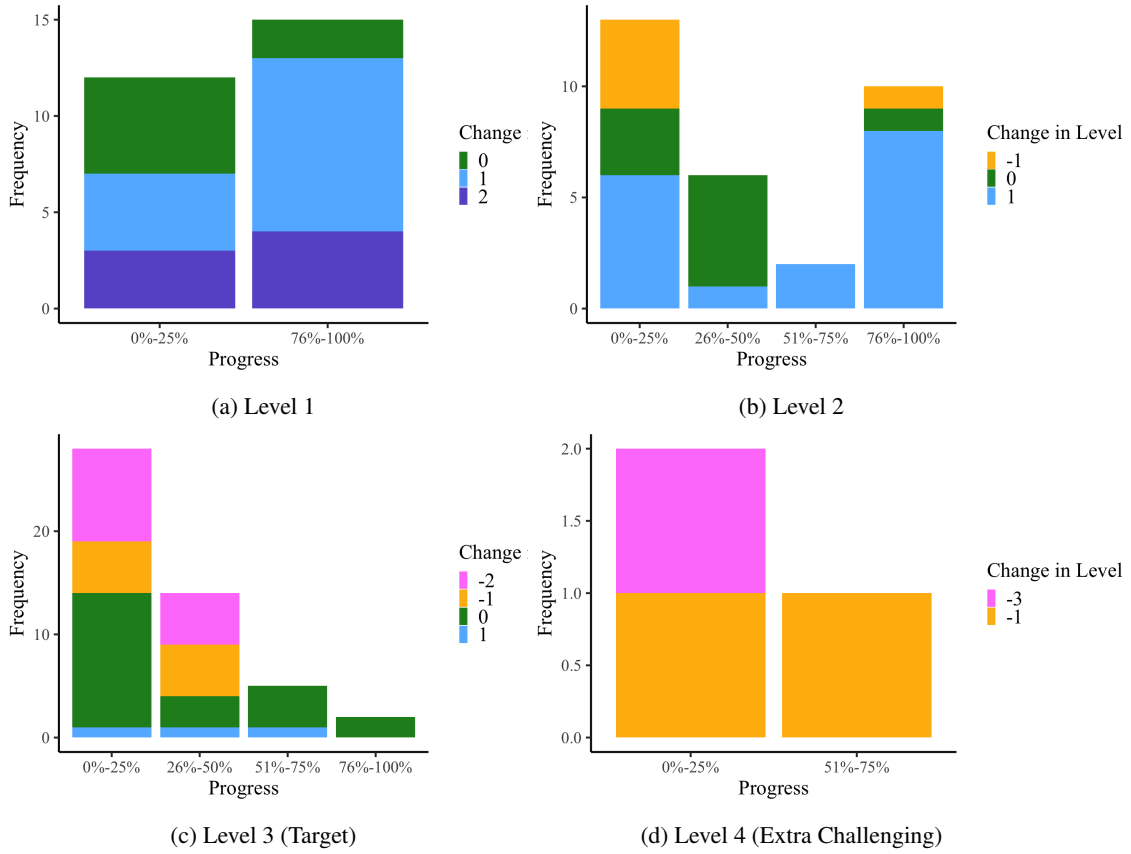 15
10
5
0
Frequency
0%-25%
76%-100%
Progress
Change
0
1
2
(a) Level 1
10
5
0
Frequency
0%-25%
26%-50%
51%-75%
76%-100%
Progress
Change in Level
-1
0
1
(b) Level 2
20
10
0
Frequency
0%-25%
26%-50%
51%-75%
76%-100%
Progress
Change
-2
-1
0
1
(c) Level 3 (Target)
2.0
1.5
1.0
0.5
0.0
Frequency
0%-25%
51%-75%
Progress
Change in Level
-3
-1
(d) Level 4 (Extra Challenging)